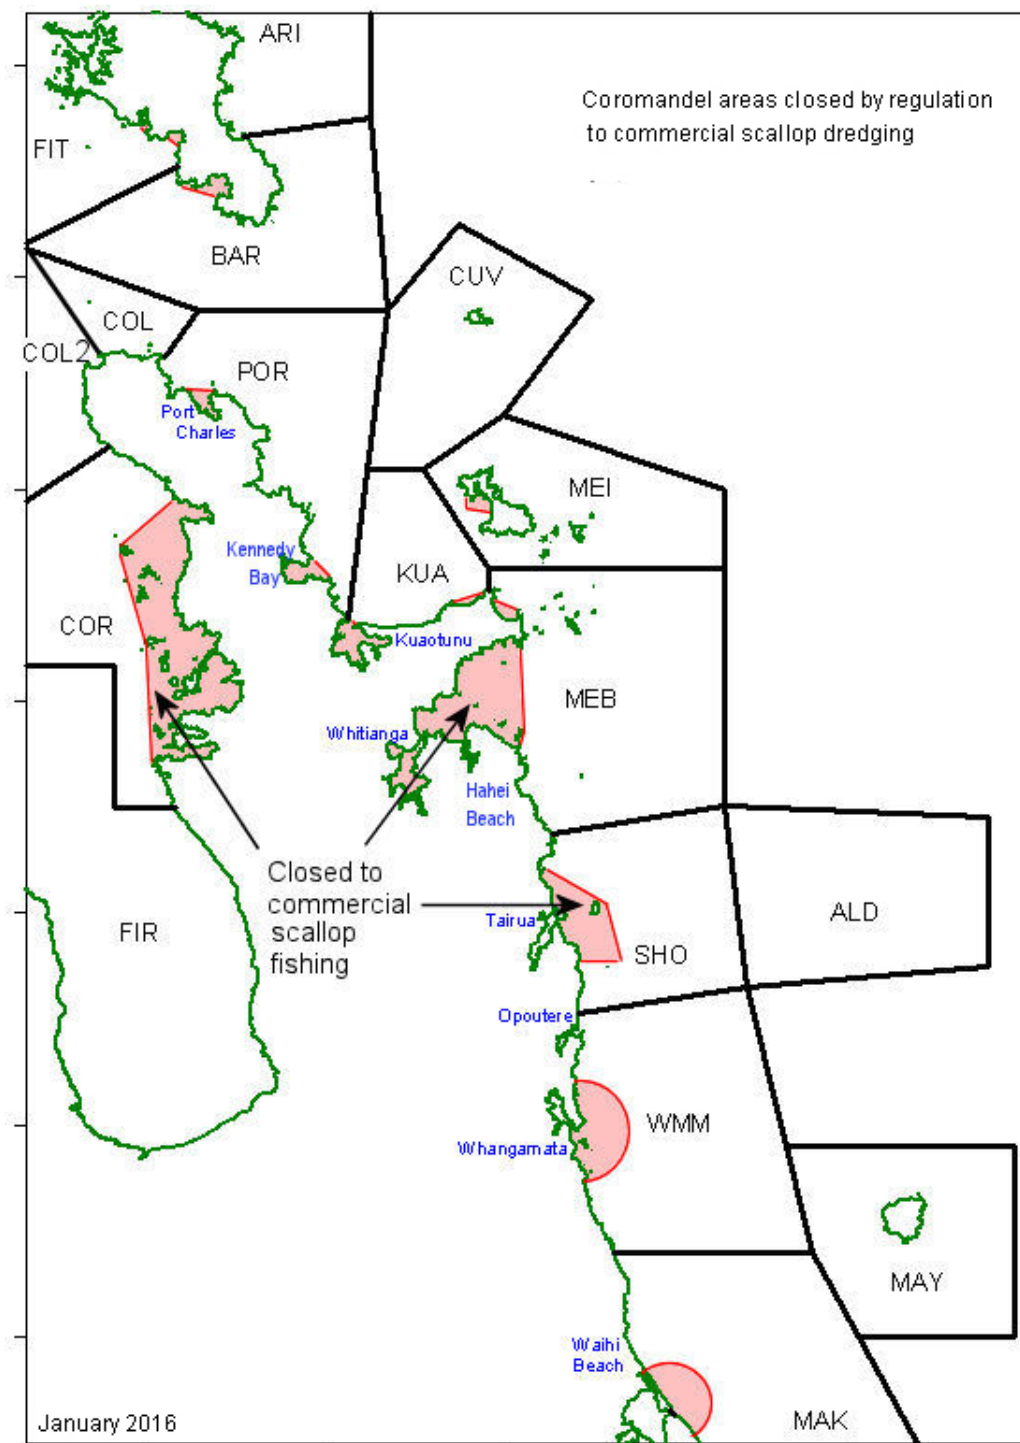 ARI
Coromandel areas closed by regulation
to commercial scallop dredging
FIT
BAR
CUV
COL
COL2
POR
Port
Charles
MEI
Kennedy
Bay
KUA
COR
Kuaotunu
MEB
Whitianga
Hahei
Beach
Closed to
commercial
scallop
fishing
Tairua
ALD
FIR
SHO
Opoutere
WMM
Whangamata
MAY
Waihi
Beach
January 2016
MAK